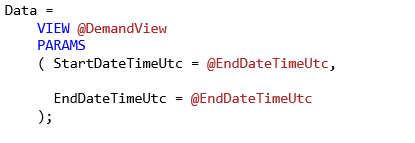 Data =
VIEW @DemandView
PARAMS
( StartDateTimeUtc = @EndDateTimeUtc,
EndDateTimeUtc = @EndDateTimeUtc
);